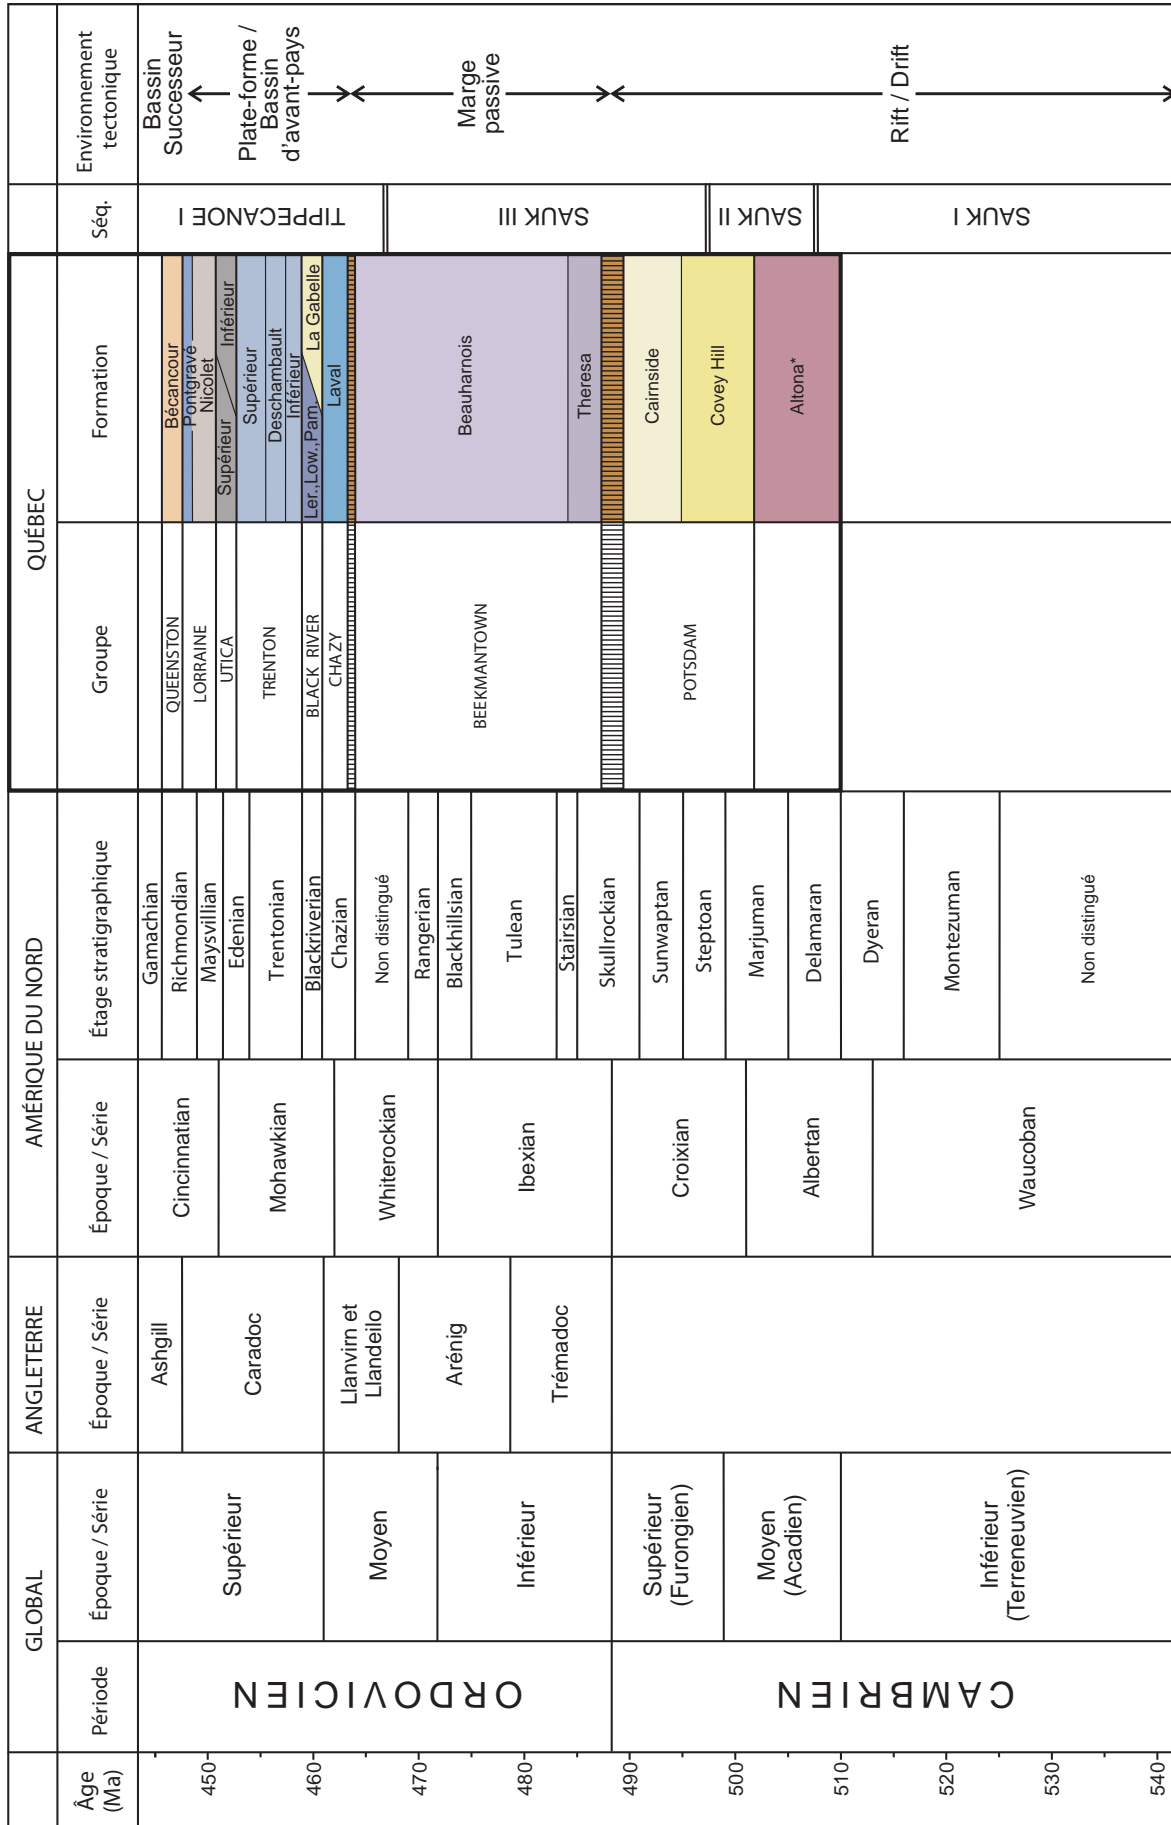 GLOBAL
ANGLETERRE
AMÉRIQUE DU NORD
QUÉBEC
Âge
(Ma)
Période
Époque / Série
Époque / Série
Époque / Série
Étage stratigraphique
Groupe
Formation
Séq.
Environnement
tectonique
450
460
470
480
490
500
510
520
530
540
ORDOVICIEN
CAMBRIEN
Supérieur
Moyen
Inférieur
Supérieur
(Furongien)
Moyen
(Acadien)
Inférieur
(Terreneuvien)
Ashgill
Caradoc
Llanvirn et
Llandeilo
Arénig
Trémadoc
Cincinnatian
Mohawkian
Whiterockian
Ibexian
Croixian
Albertan
Waucoban
Gamachian
Richmondian
Maysvillian
Edenian
Trentonian
Blackriverian
Chazian
Non distingué
Rangerian
Blackhillsian
Tulean
Stairsian
Skullrockian
Sunwaptan
Steptoan
Marjuman
Delamaran
Dyeran
Montezuman
Non distingué
QUEENSTON
LORRAINE
UTICA
TRENTON
BLACK RIVER
CHAZY
BEEKMANTOWN
POTSDAM
Bécancour
Pontgravé
Nicolet
Supérieur
Inférieur
Supérieur
Deschambault
Inférieur
Ler.,Low.,Pam.
La Gabelle
Laval
Beauharnois
Theresa
Cairnside
Covey Hill
Altona*
TIPPECANOE I
SAUK III
SAUK II
SAUK I
Bassin
Successeur
Plate-forme /
Bassin
d'avant-pays
Marge
passive
Rift / Drift